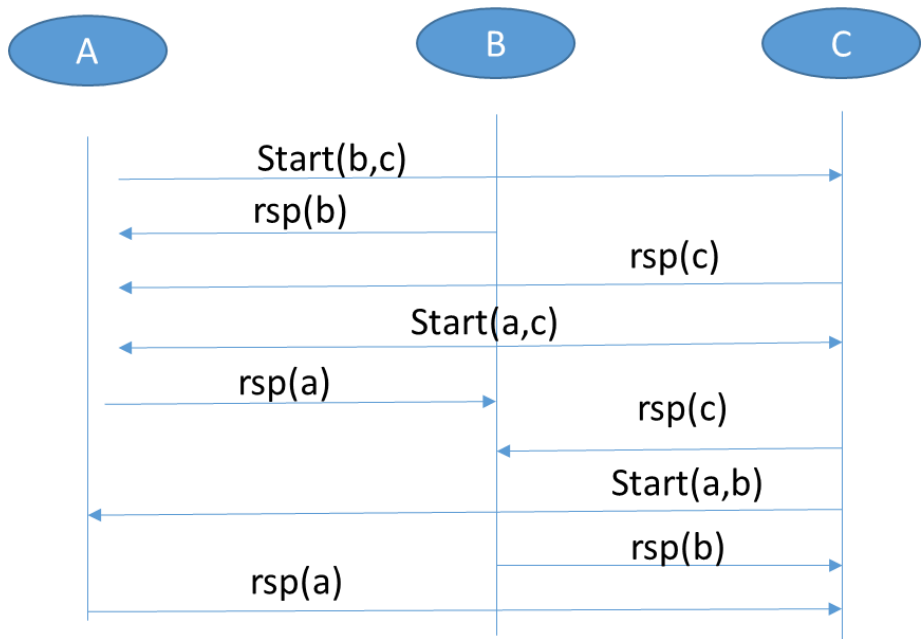 A
B
C
Start(b,c)
rsp(b)
rsp(c)
Start(a,c)
rsp(a)
rsp(c)
Start(a,b)
rsp(b)
rsp(a)